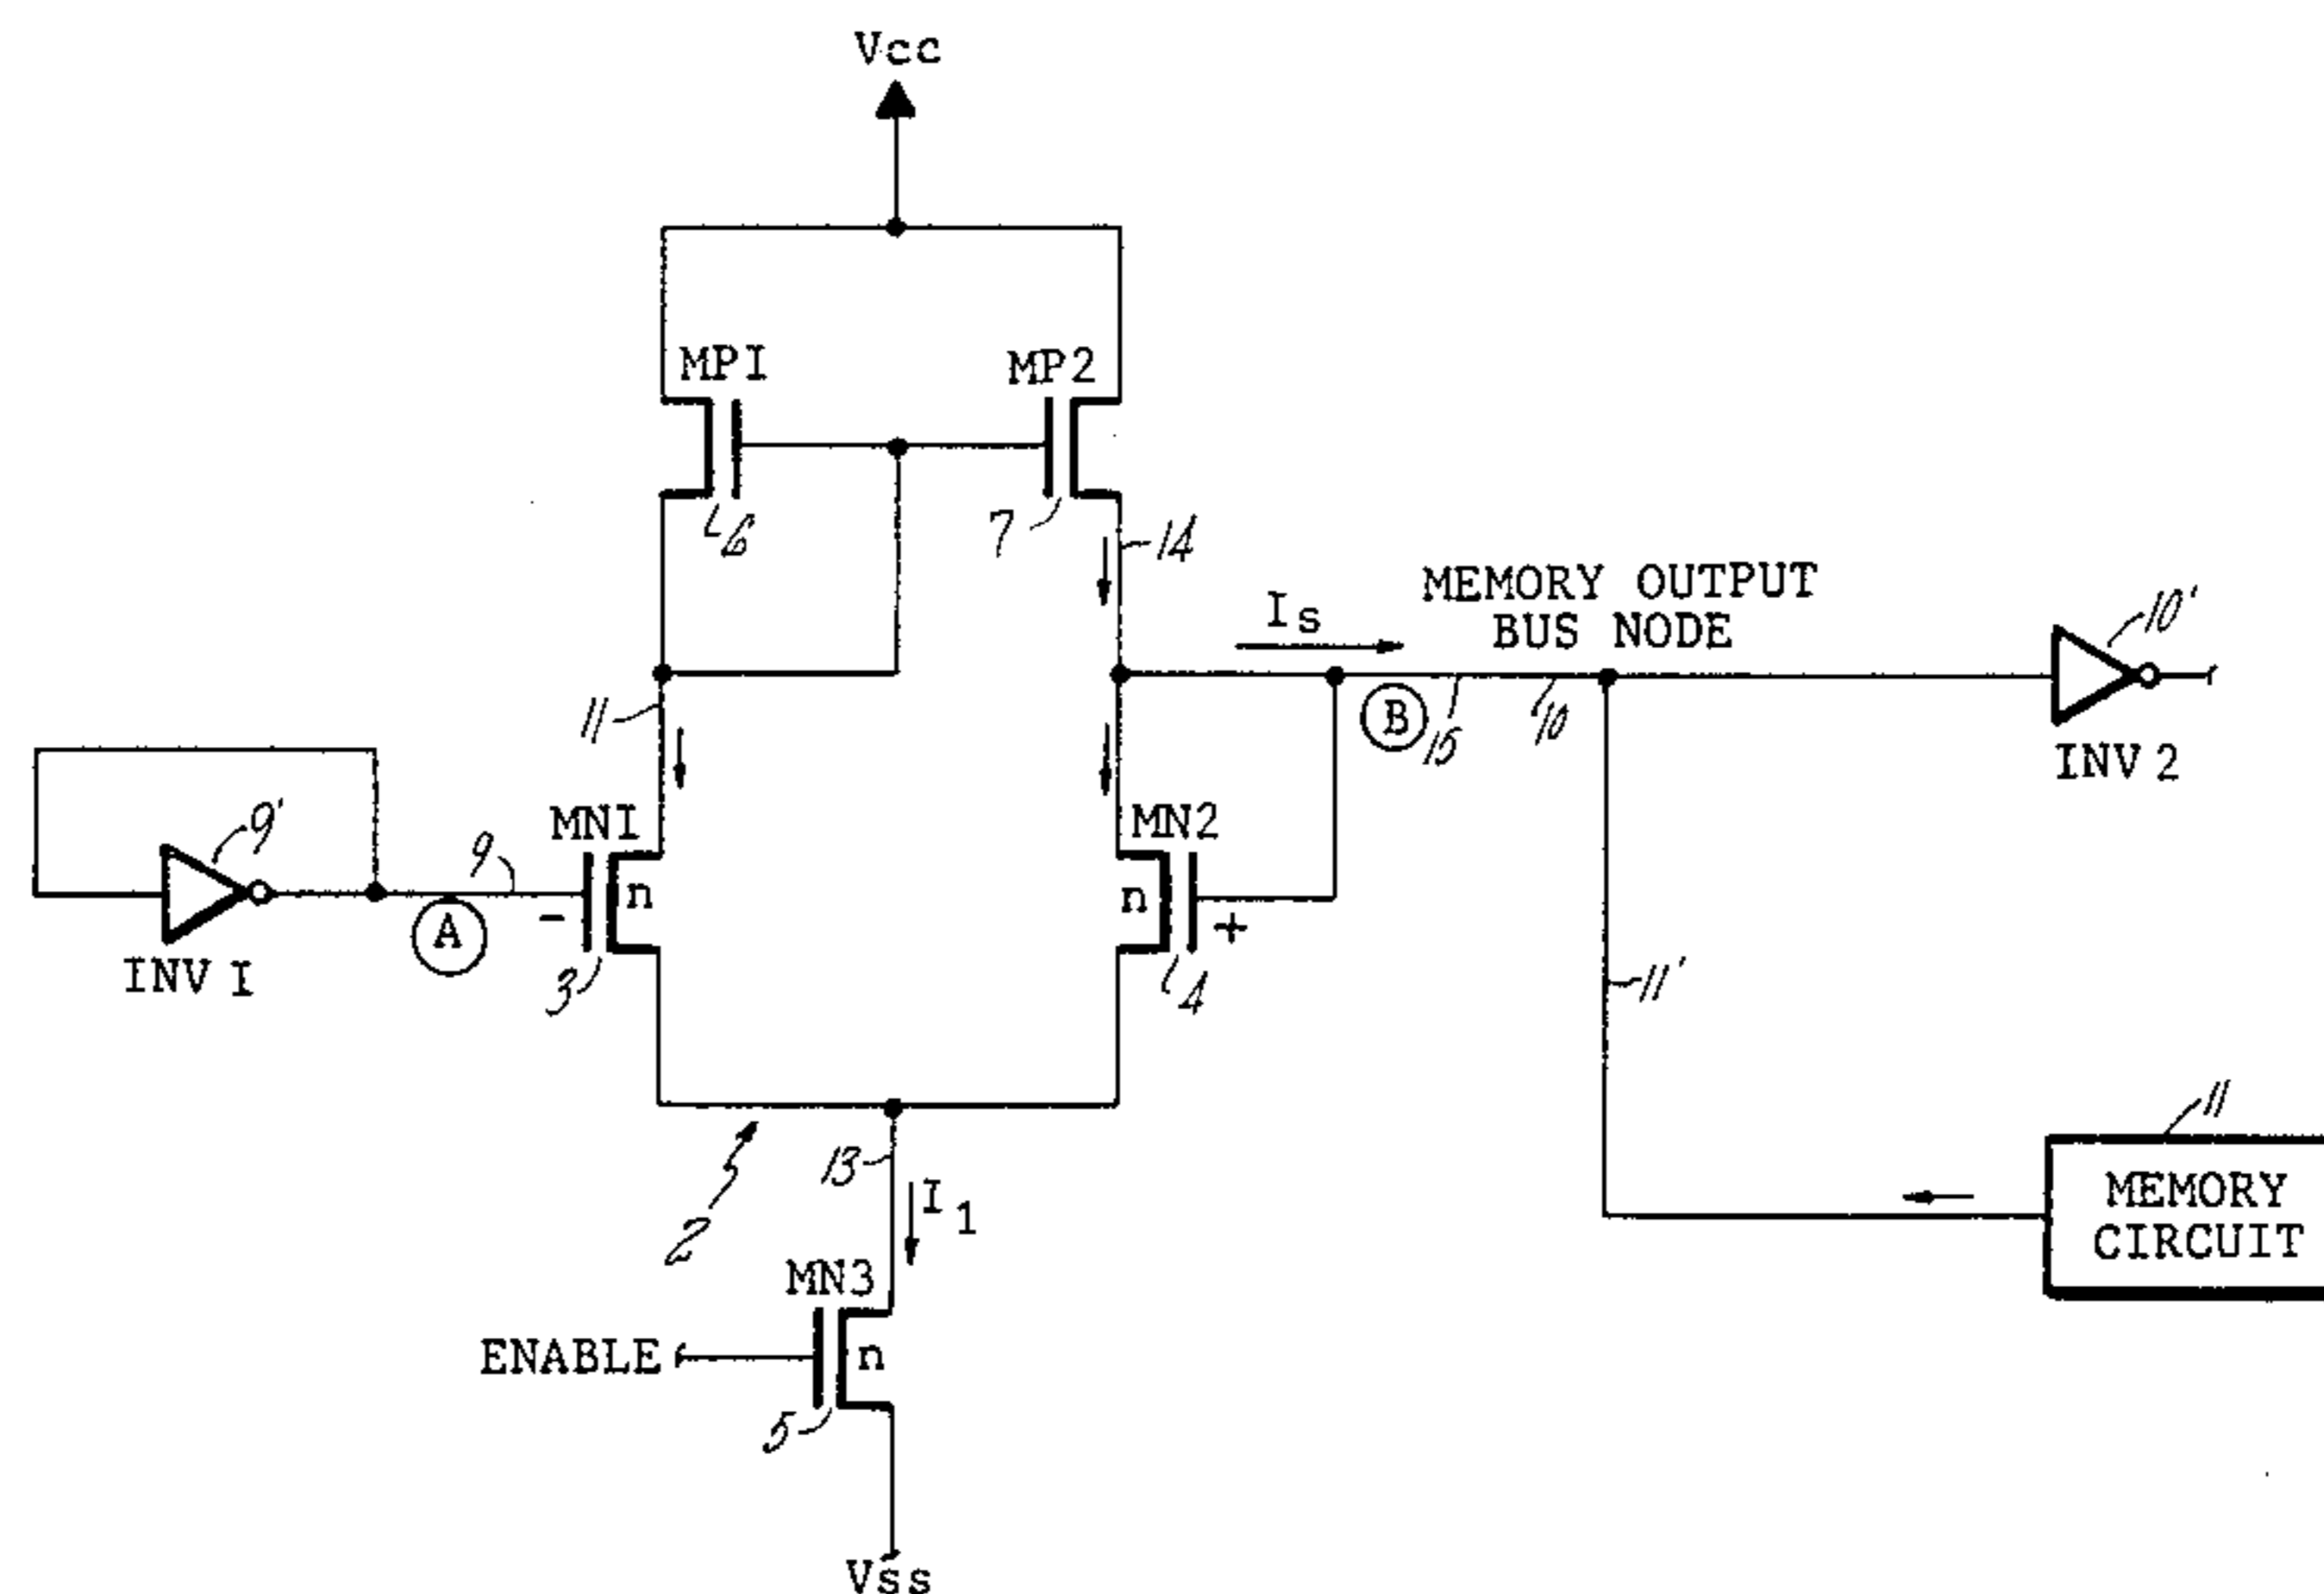 Vcc
MP1
MP2
6
7
14
Is
MEMORY OUTPUT
BUS NODE
10'
11
B
15
10
INV 2
9'
9
MN1
MN2
n
n
-
+
A
INV 1
3
4
11'
11
2
13
I1
MEMORY
CIRCUIT
MN3
ENABLE
n
5
Vss